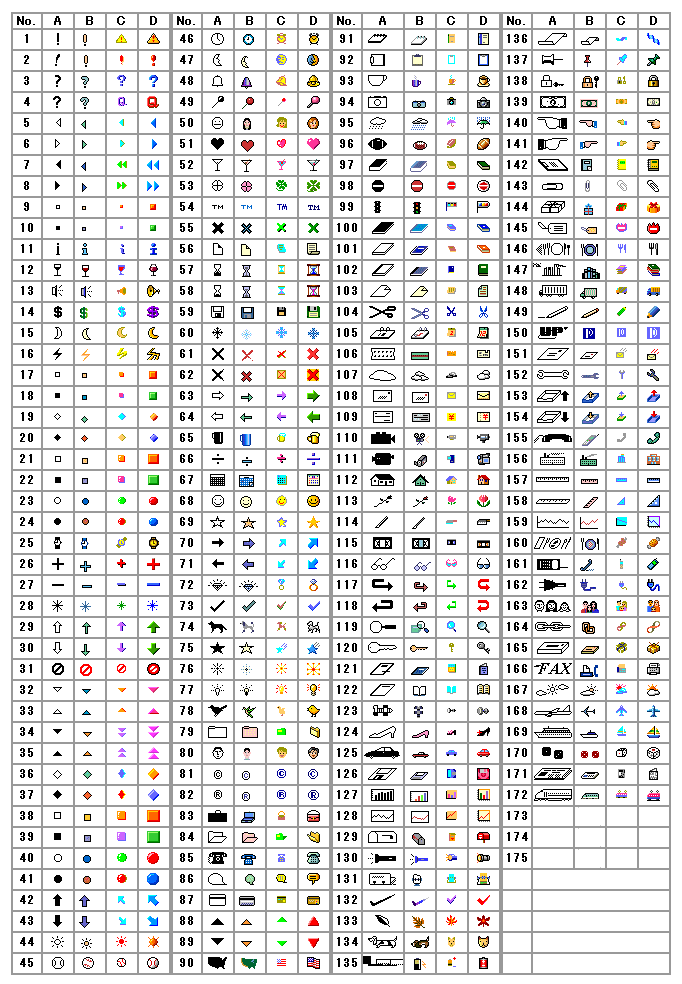 No. A B C D No. A B C D No. A B C D No. A B C D
1 ! ! 46 91 136
2 ! ! ! ! 47 92 137
3 ? ? ? ? 48 93 138
4 ? ? Q Q 49 94 139
5 50 95 140
6 51 96 141
7 52 97 142
8 53 98 143
9 54 TM TM TM TM 99 144
10 55 100 145
11 i i i i 56 101 146
12 57 102 147
13 58 103 148
14 $ $ $ $ 59 104 149
15 60 105 150 UP
16 61 106 151
17 62 107 152
18 63 108 153
19 64 109 154
20 65 110 155
21 66 ÷ ÷ ÷ ÷ 111 156
22 67 112 157
23 68 113 158
24 69 114 159
25 70 115 160
26 71 116 161
27 72 117 162
28 73 118 163
29 74 119 164
30 75 120 165
31 76 121 166 FAX
32 77 122 167
33 78 123 168
34 79 124 169
35 80 125 170
36 81 © © © © 126 171
37 82 ® ® ® ® 127 172
38 83 128 173
39 84 129 174
40 85 130 175
41 86 131
42 87 132
43 88 133
44 89 134
45 90 135